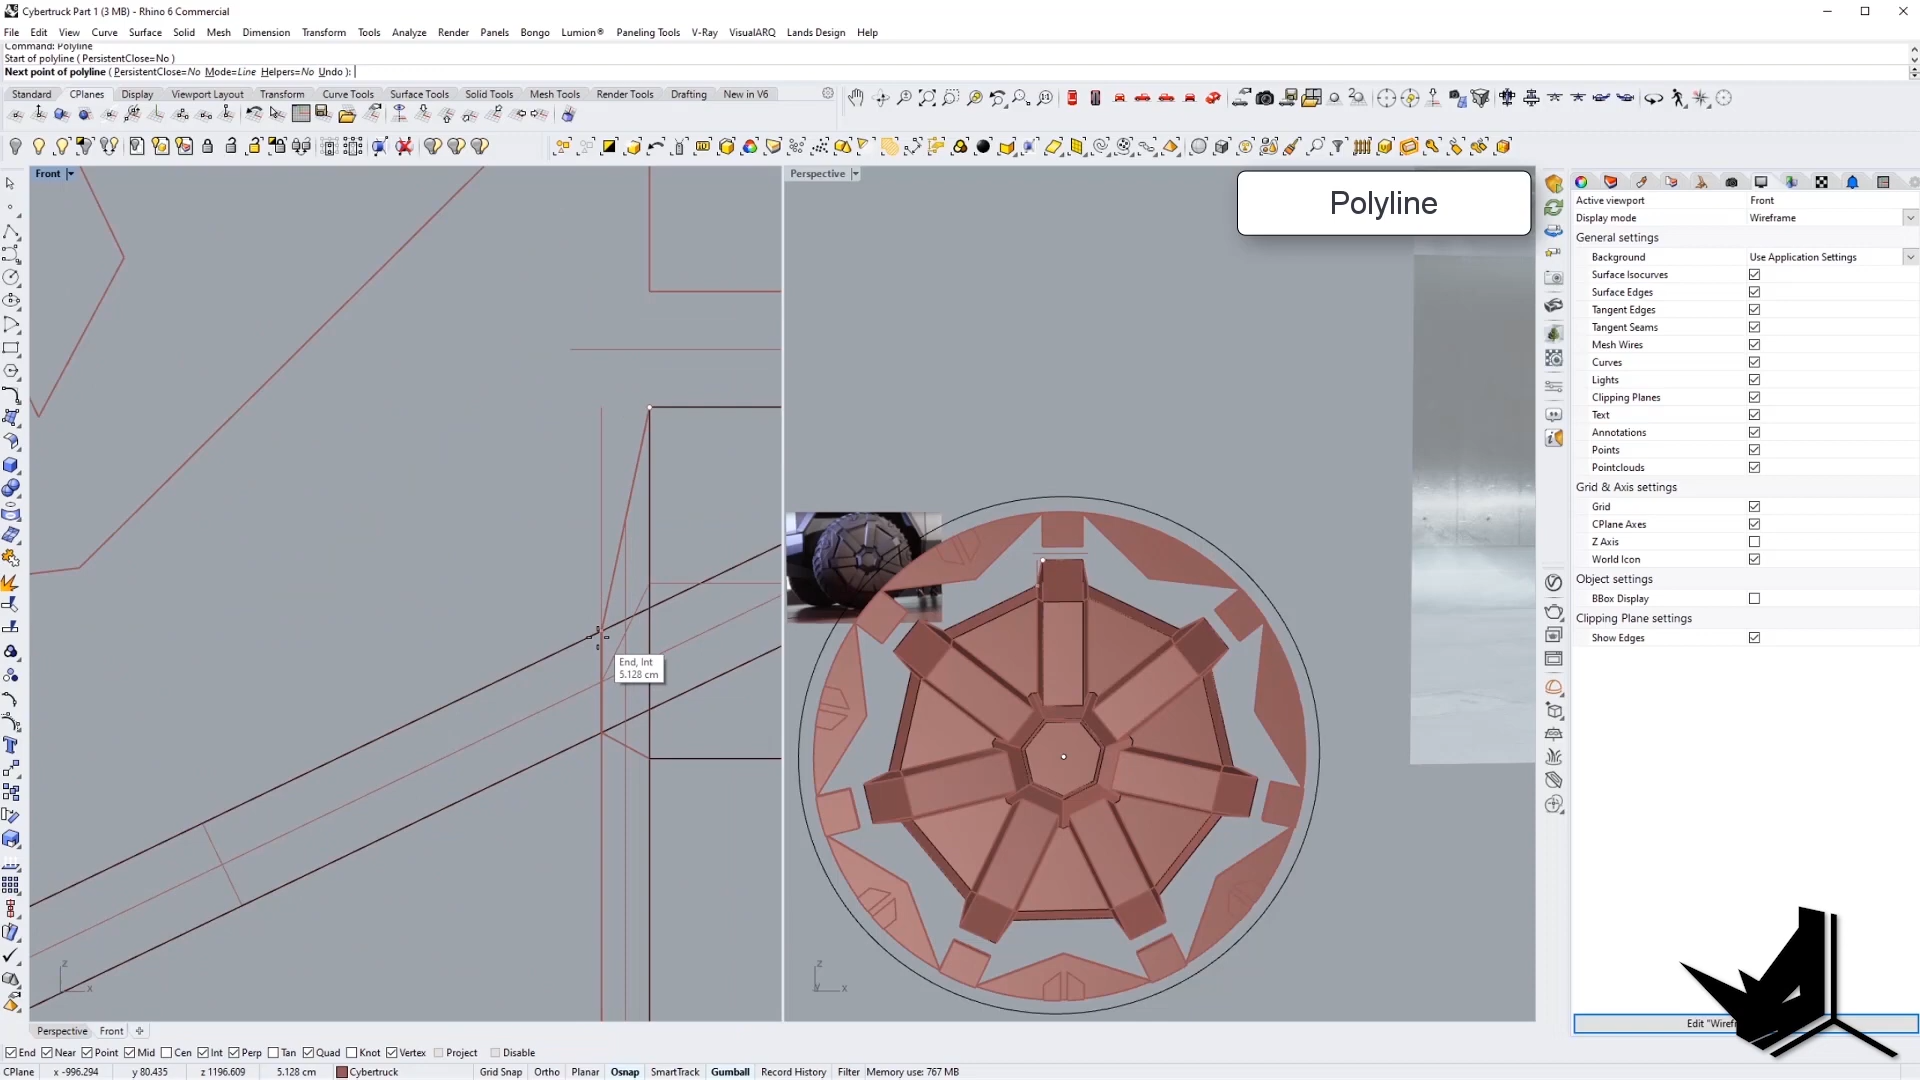 Cybertruck Part 1 (3 MB) - Rhino 6 Commercial
File Edit View Curve Surface Solid Mesh Dimension Transform Tools Analyze Render Panels Bongo Lumion® Paneling Tools V-Ray VisualARQ Lands Design Help
Command: Polyline
Start of polyline ( PersistentClose=No )
Next point of polyline ( PersistentClose=No Mode=Line Helpers=No Undo ):
Standard CPlanes Display Viewport Layout Transform Curve Tools Surface Tools Solid Tools Mesh Tools Render Tools Drafting New in V6
Front
Perspective
Polyline
End, Int
5.128 cm
z
x
z
x
Active viewport Front
Display mode Wireframe
General settings
Background Use Application Settings
Surface Isocurves
Surface Edges
Tangent Edges
Tangent Seams
Mesh Wires
Curves
Lights
Clipping Planes
Text
Annotations
Points
Pointclouds
Grid & Axis settings
Grid
CPlane Axes
Z Axis
World Icon
Object settings
BBox Display
Clipping Plane settings
Show Edges
Edit "Wiref
Perspective Front
End Near Point Mid Cen Int Perp Tan Quad Knot Vertex Project Disable
CPlane x -996.294 y 80.435 z 1196.609 5.128 cm Cybertruck Grid Snap Ortho Planar Osnap SmartTrack Gumball Record History Filter Memory use: 767 MB